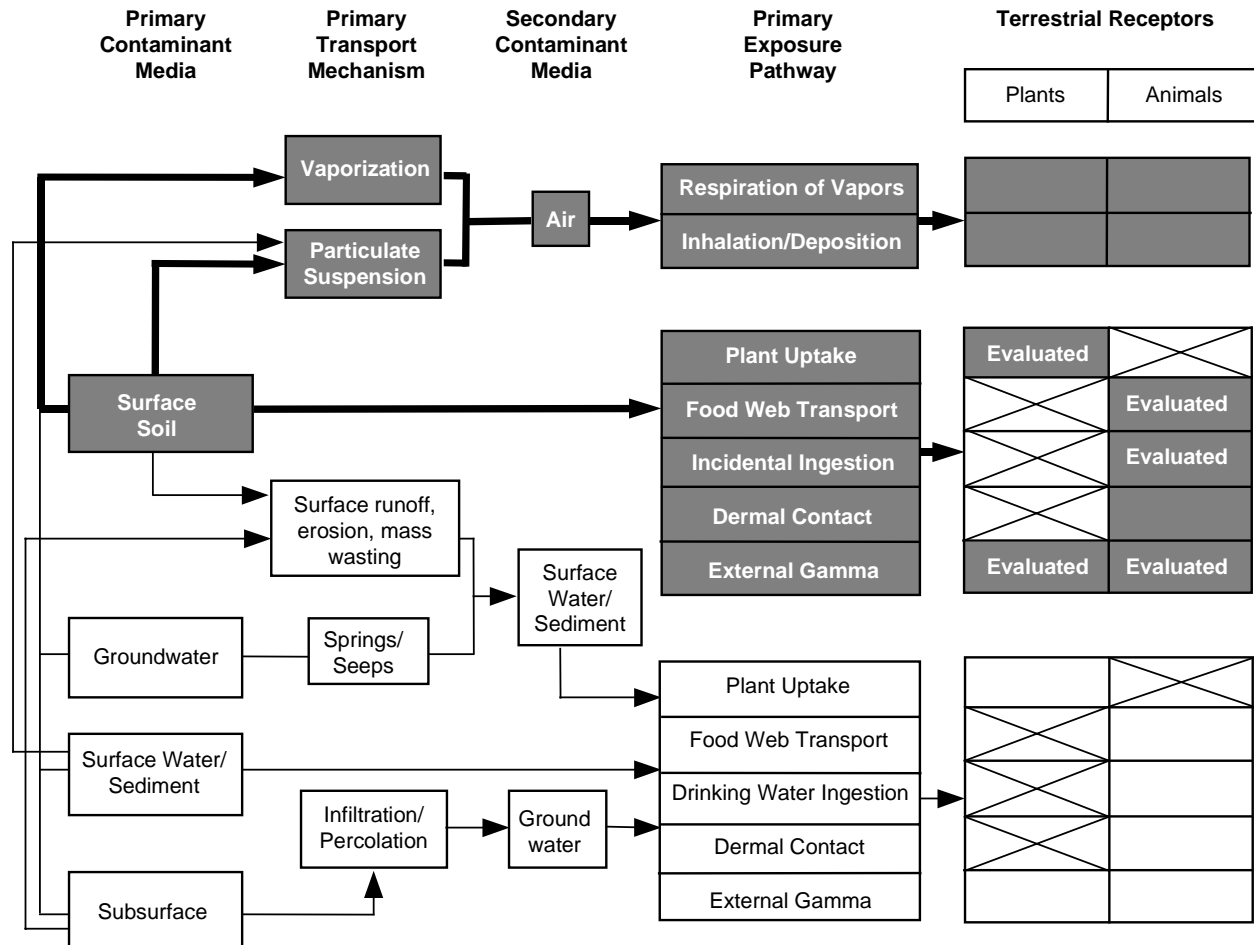 Primary
Contaminant
Media
Primary
Transport
Mechanism
Secondary
Contaminant
Media
Primary
Exposure
Pathway
Terrestrial Receptors
Plants
Animals
Vaporization
Particulate
Suspension
Air
Respiration of Vapors
Inhalation/Deposition
Surface
Soil
Plant Uptake
Food Web Transport
Incidental Ingestion
Dermal Contact
External Gamma
Evaluated
Evaluated
Evaluated
Evaluated
Evaluated
Surface runoff,
erosion, mass
wasting
Surface
Water/
Sediment
Groundwater
Springs/
Seeps
Surface Water/
Sediment
Infiltration/
Percolation
Ground
water
Subsurface
Plant Uptake
Food Web Transport
Drinking Water Ingestion
Dermal Contact
External Gamma